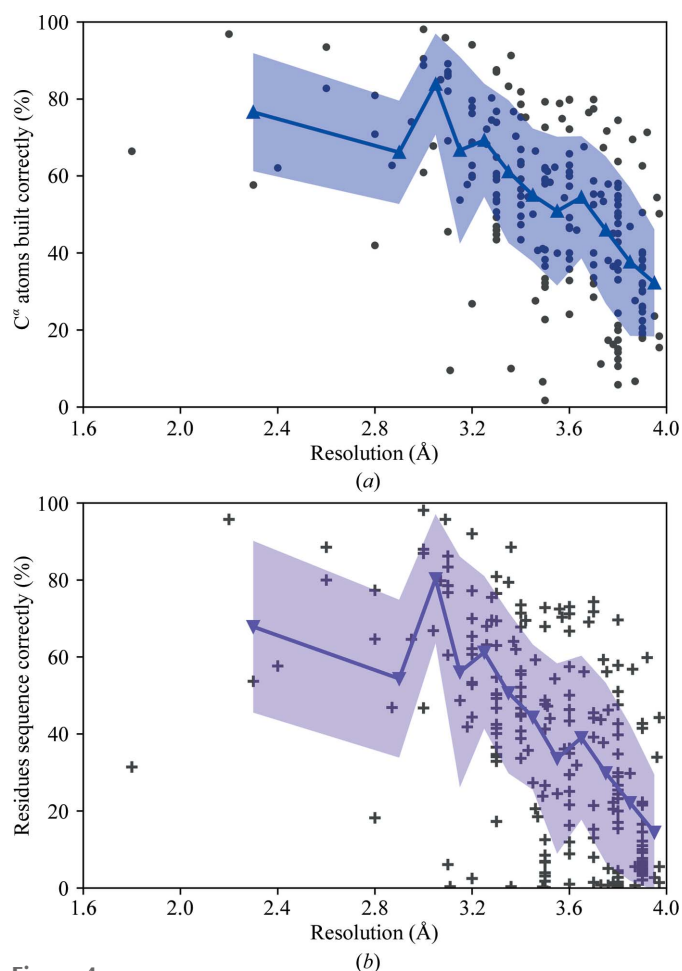 100
80
60
40
20
0
Cα atoms built correctly (%)
1.6 2.0 2.4 2.8 3.2 3.6 4.0
Resolution (Å)
(a)
100
80
60
40
20
0
Residues sequence correctly (%)
1.6 2.0 2.4 2.8 3.2 3.6 4.0
Resolution (Å)
(b)